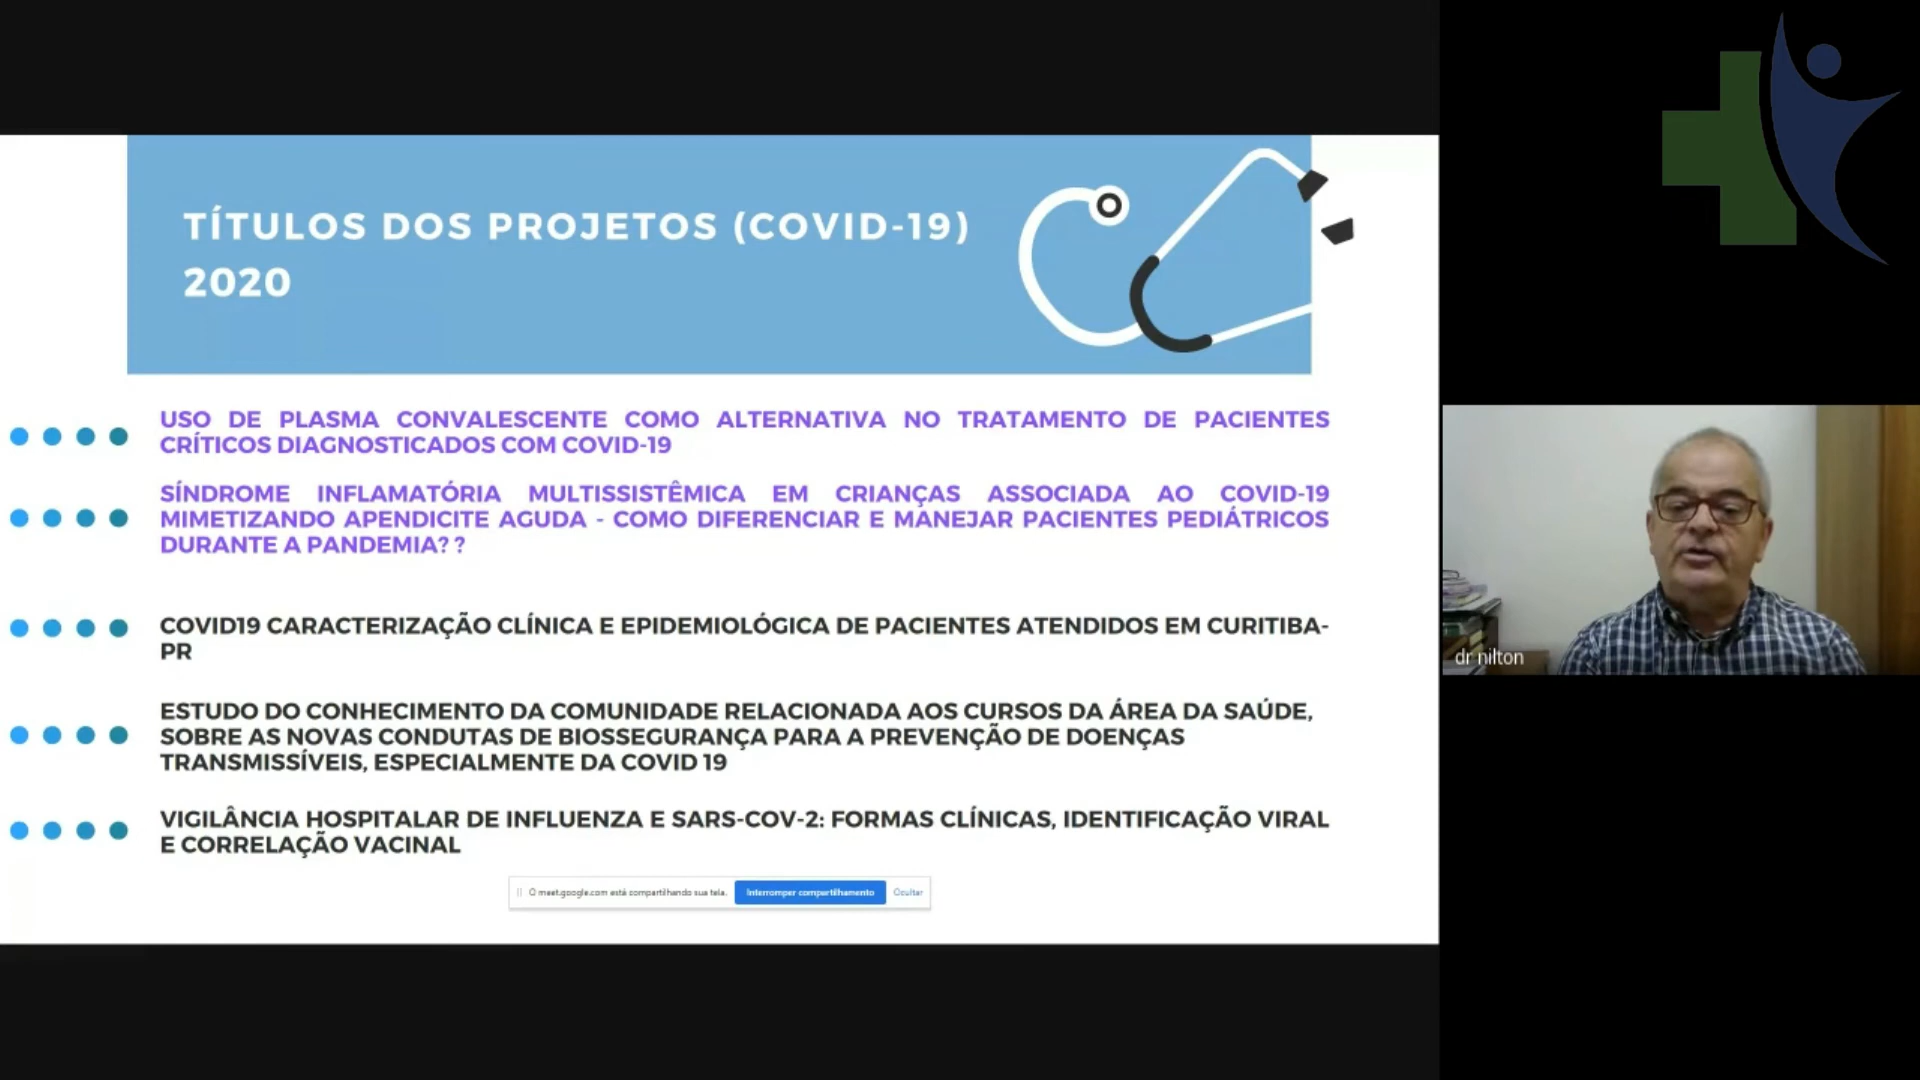 TÍTULOS DOS PROJETOS (COVID-19)
2020
USO DE PLASMA CONVALESCENTE COMO ALTERNATIVA NO TRATAMENTO DE PACIENTES
CRÍTICOS DIAGNOSTICADOS COM COVID-19
SÍNDROME INFLAMATÓRIA MULTISSISTÊMICA EM CRIANÇAS ASSOCIADA AO COVID-19
MIMETIZANDO APENDICITE AGUDA - COMO DIFERENCIAR E MANEJAR PACIENTES PEDIÁTRICOS
DURANTE A PANDEMIA??
COVID19 CARACTERIZAÇÃO CLÍNICA E EPIDEMIOLÓGICA DE PACIENTES ATENDIDOS EM CURITIBA-
PR
ESTUDO DO CONHECIMENTO DA COMUNIDADE RELACIONADA AOS CURSOS DA ÁREA DA SAÚDE,
SOBRE AS NOVAS CONDUTAS DE BIOSSEGURANÇA PARA A PREVENÇÃO DE DOENÇAS
TRANSMISSÍVEIS, ESPECIALMENTE DA COVID 19
VIGILÂNCIA HOSPITALAR DE INFLUENZA E SARS-COV-2: FORMAS CLÍNICAS, IDENTIFICAÇÃO VIRAL
E CORRELAÇÃO VACINAL
O meet.google.com está compartilhando sua tela. Interromper compartilhamento Ocultar
dr nilton